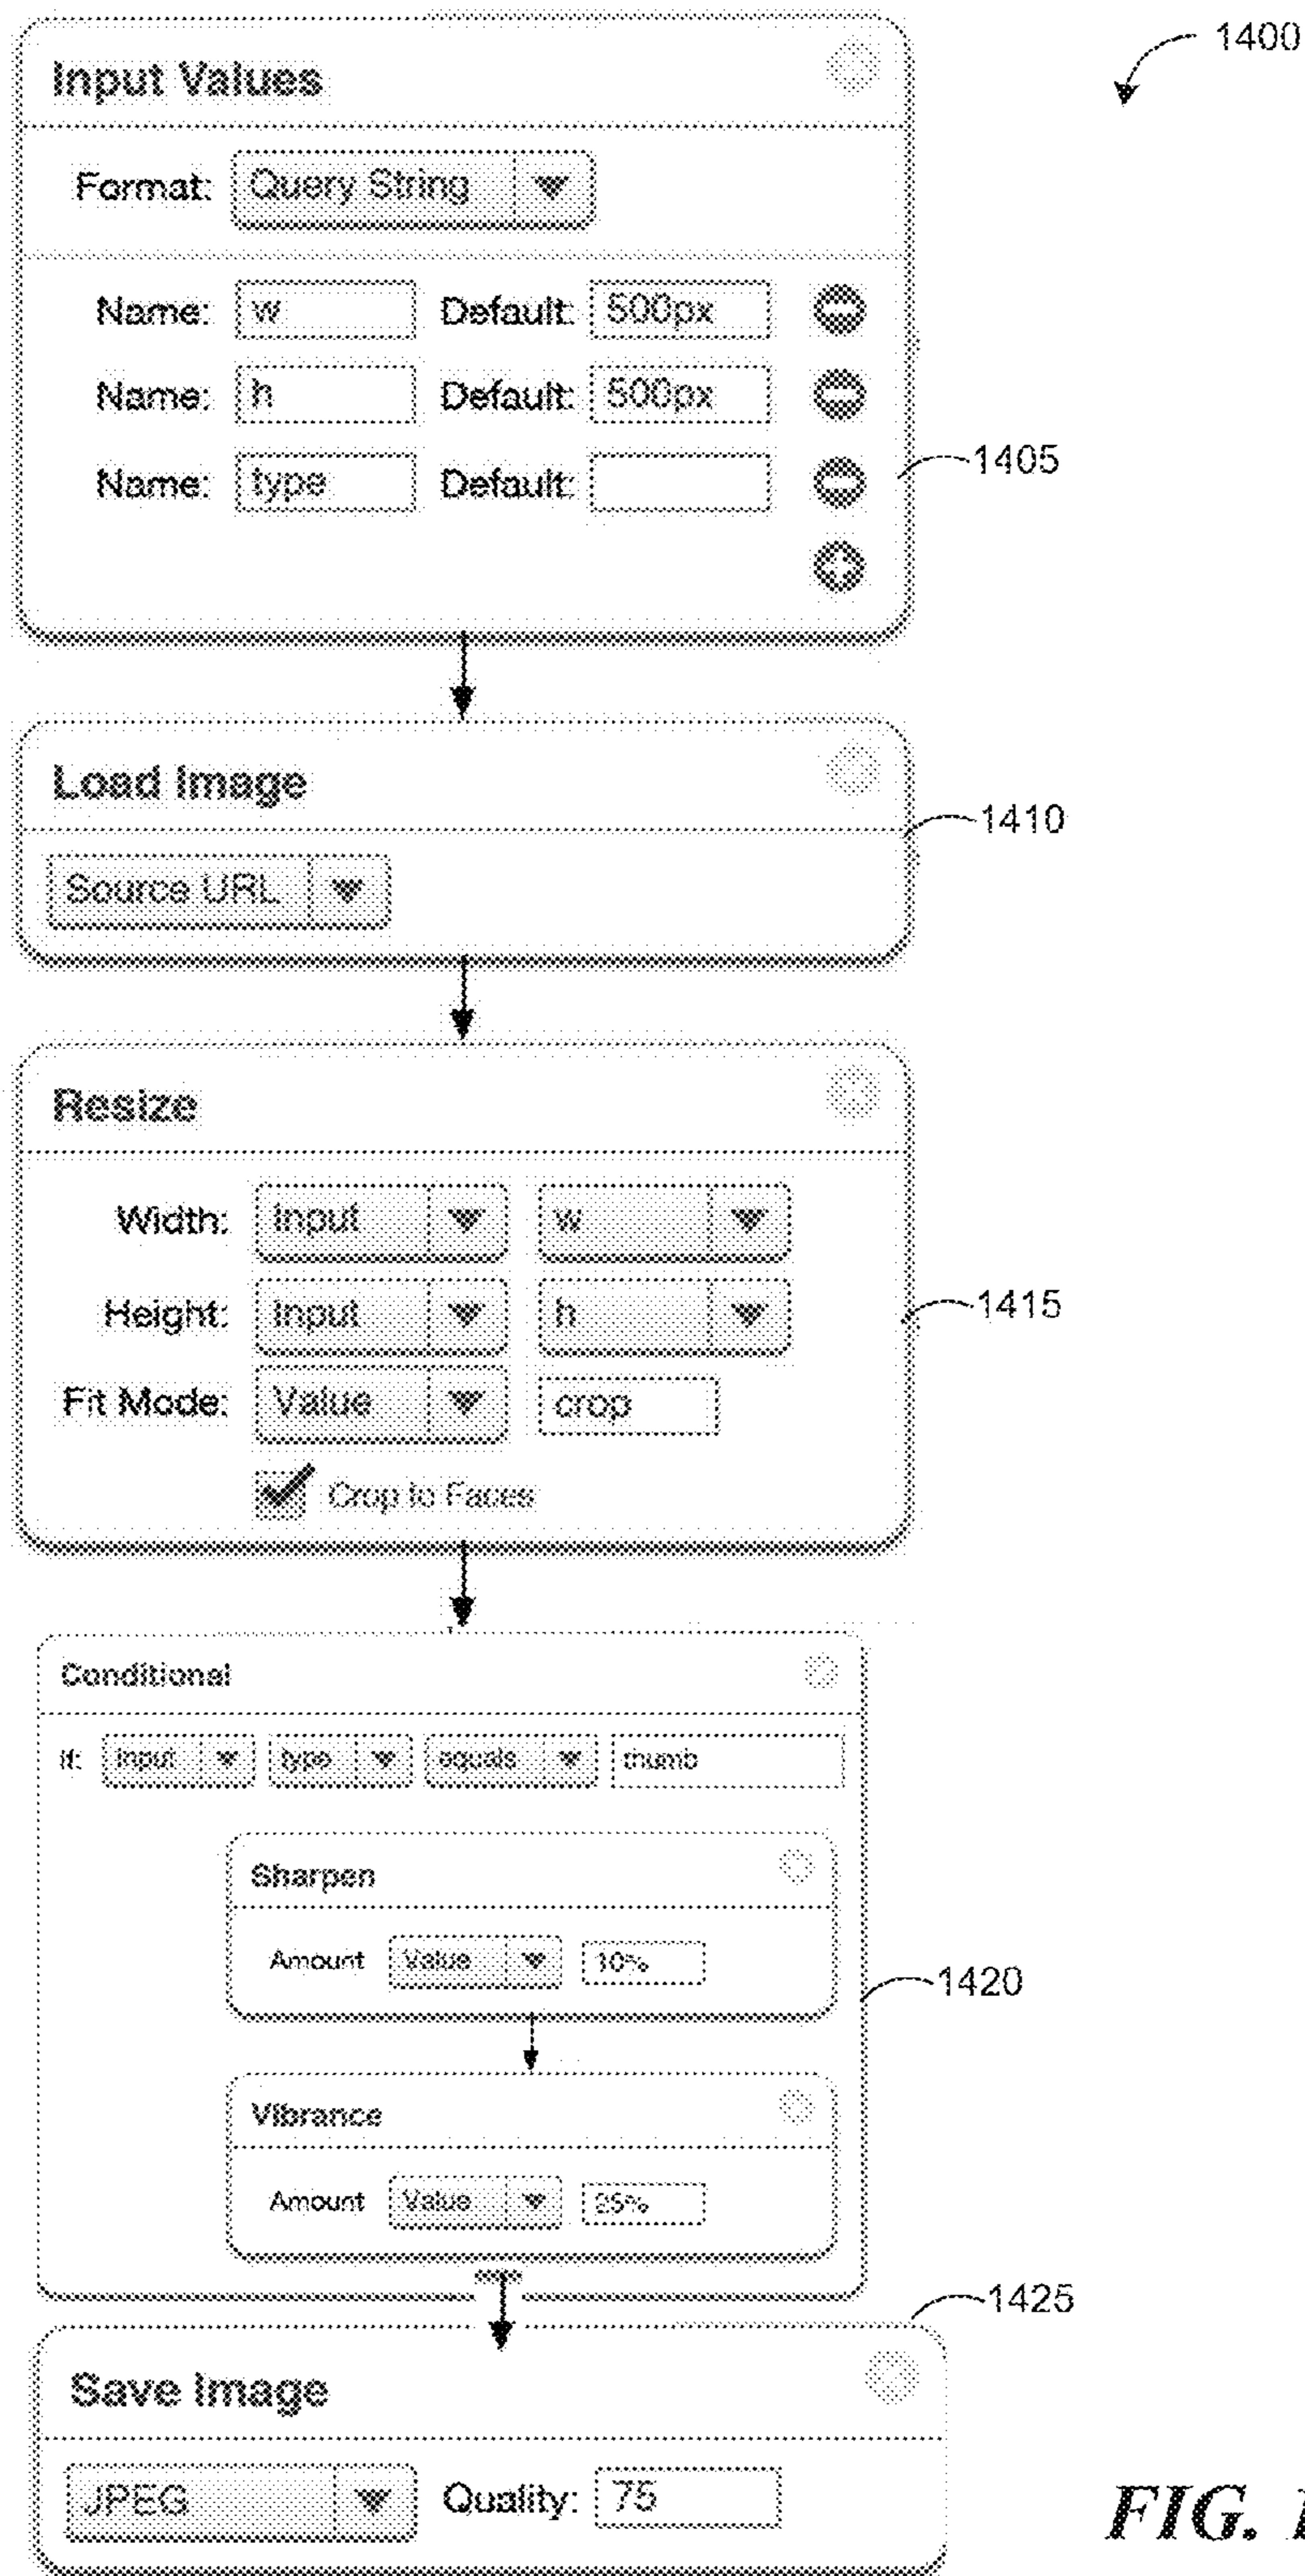 1400
Input Values
Format: Query String
Name: w Default: 500px
Name: h Default: 500px
Name: type Default:
1405
Load Image
1410
Source URL
Resize
Width: Input w
Height: Input h
1415
Fit Mode: Value crop
Crop to Faces
Conditional
If: Input type equals thumb
Sharpen
Amount Value 10%
1420
Vibrance
Amount Value 25%
1425
Save Image
JPEG Quality: 75
FIG.